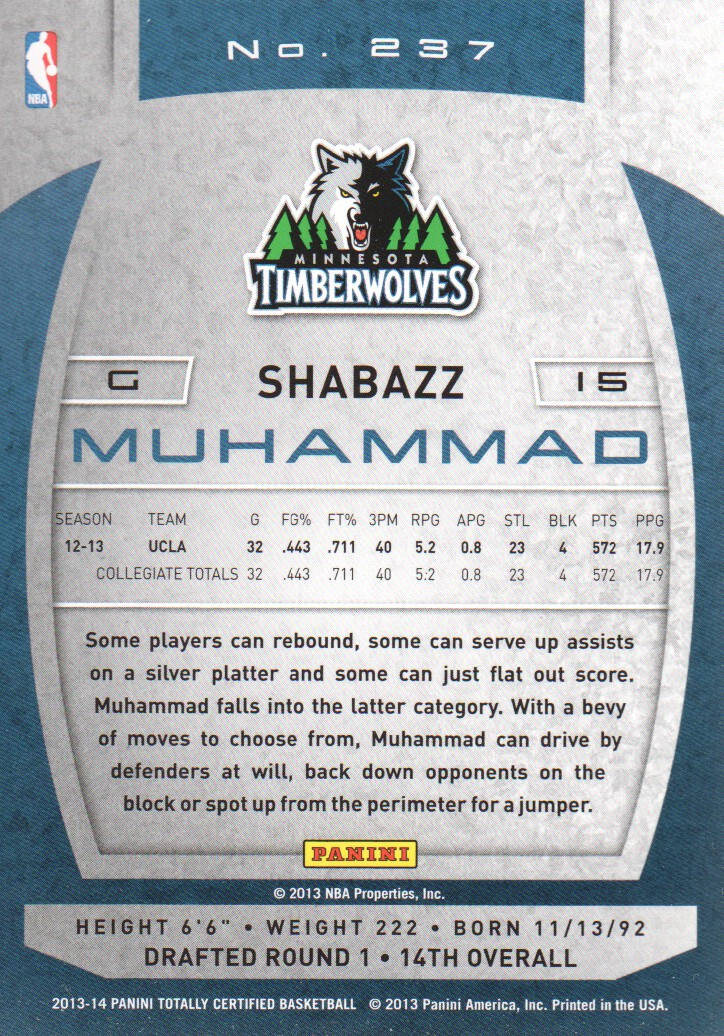 No. 237
NBA
MINNESOTA
TIMBERWOLVES
G SHABAZZ 15
MUHAMMAD
SEASON TEAM G FG% FT% 3PM RPG APG STL BLK PTS PPG
12-13 UCLA 32 .443 .711 40 5.2 0.8 23 4 572 17.9
COLLEGIATE TOTALS 32 .443 .711 40 5.2 0.8 23 4 572 17.9
Some players can rebound, some can serve up assists
on a silver platter and some can just flat out score.
Muhammad falls into the latter category. With a bevy
of moves to choose from, Muhammad can drive by
defenders at will, back down opponents on the
block or spot up from the perimeter for a jumper.
PANINI
© 2013 NBA Properties, Inc.
HEIGHT 6'6" • WEIGHT 222 • BORN 11/13/92
DRAFTED ROUND 1 • 14TH OVERALL
2013-14 PANINI TOTALLY CERTIFIED BASKETBALL © 2013 Panini America, Inc. Printed in the USA.